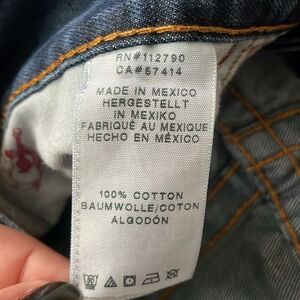 RN#112790
CA#57414
MADE IN MEXICO
HERGESTELLT
IN MEXIKO
FABRIQUÉ AU MEXIQUE
HECHO EN MÉXICO
100% COTTON
BAUMWOLLE/COTON
ALGODÓN